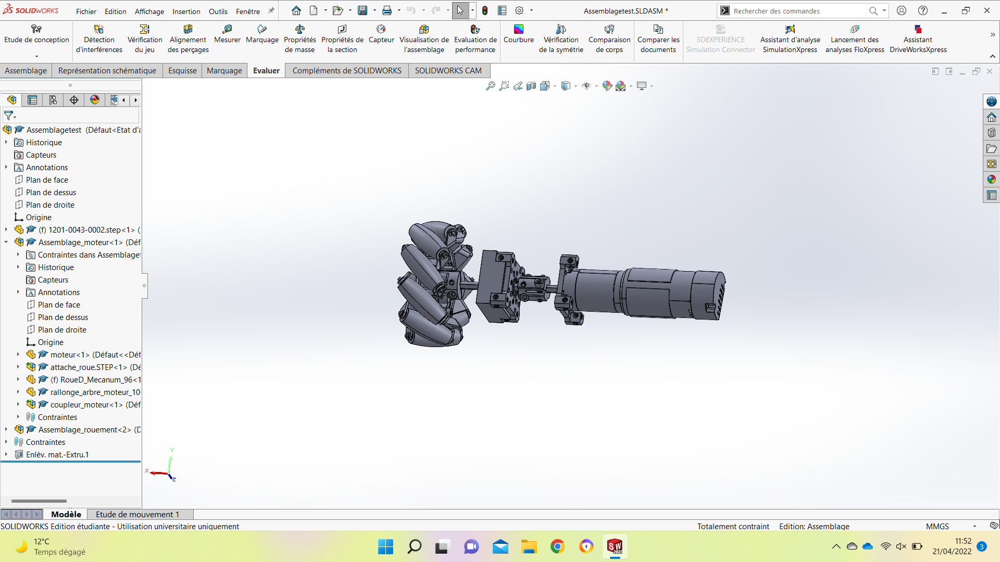 SOLIDWORKS
Fichier Edition Affichage Insertion Outils Fenêtre
Assemblagetest.SLDASM *
Rechercher des commandes
Etude de conception
Détection d'interférences
Vérification du jeu
Alignement des perçages
Mesurer
Marquage
Propriétés de masse
Propriétés de la section
Capteur
Visualisation de l'assemblage
Evaluation de performance
Courbure
Vérification de la symétrie
Comparaison de corps
Comparer les documents
3DEXPERIENCE Simulation Connector
Assistant d'analyse SimulationXpress
Lancement des analyses FloXpress
Assistant DriveWorksXpress
Assemblage Représentation schématique Esquisse Marquage Evaluer Compléments de SOLIDWORKS SOLIDWORKS CAM
Assemblagetest (Défaut<Etat d'a
Historique
Capteurs
Annotations
Plan de face
Plan de dessus
Plan de droite
Origine
(f) 1201-0043-0002.step<1> (
Assemblage_moteur<1> (Déf
Contraintes dans Assemblaget
Historique
Capteurs
Annotations
Plan de face
Plan de dessus
Plan de droite
Origine
moteur<1> (Défaut<<Déf
attache_roue.STEP<1> (Dé
(f) RoueD_Mecanum_96<1
rallonge_arbre_moteur_10
coupleur_moteur<1> (Déf
Contraintes
Assemblage_rouement<2> (D
Contraintes
Enlèv. mat.-Extru.1
Y
X
Z
Modèle Etude de mouvement 1
SOLIDWORKS Edition étudiante - Utilisation universitaire uniquement
Totalement contraint Edition: Assemblage MMGS
12°C
Temps dégagé
SW
2021
11:52
21/04/2022
3